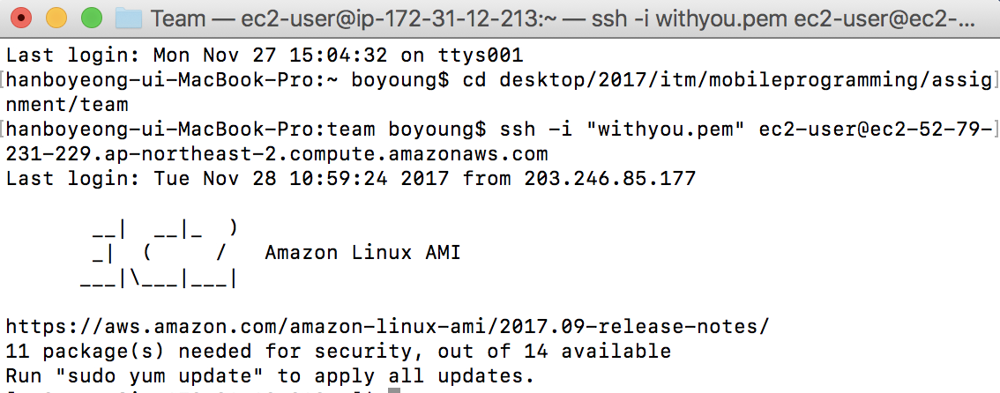 Team — ec2-user@ip-172-31-12-213:~ — ssh -i withyou.pem ec2-user@ec2-...
Last login: Mon Nov 27 15:04:32 on ttys001
[hanboyeong-ui-MacBook-Pro:~ boyoung$ cd desktop/2017/itm/mobileprogramming/assig]
nment/team
[hanboyeong-ui-MacBook-Pro:team boyoung$ ssh -i "withyou.pem" ec2-user@ec2-52-79-]
231-229.ap-northeast-2.compute.amazonaws.com
Last login: Tue Nov 28 10:59:24 2017 from 203.246.85.177
       __|  __|_  )
       _|  (     /   Amazon Linux AMI
      ___|\___|___|
https://aws.amazon.com/amazon-linux-ami/2017.09-release-notes/
11 package(s) needed for security, out of 14 available
Run "sudo yum update" to apply all updates.